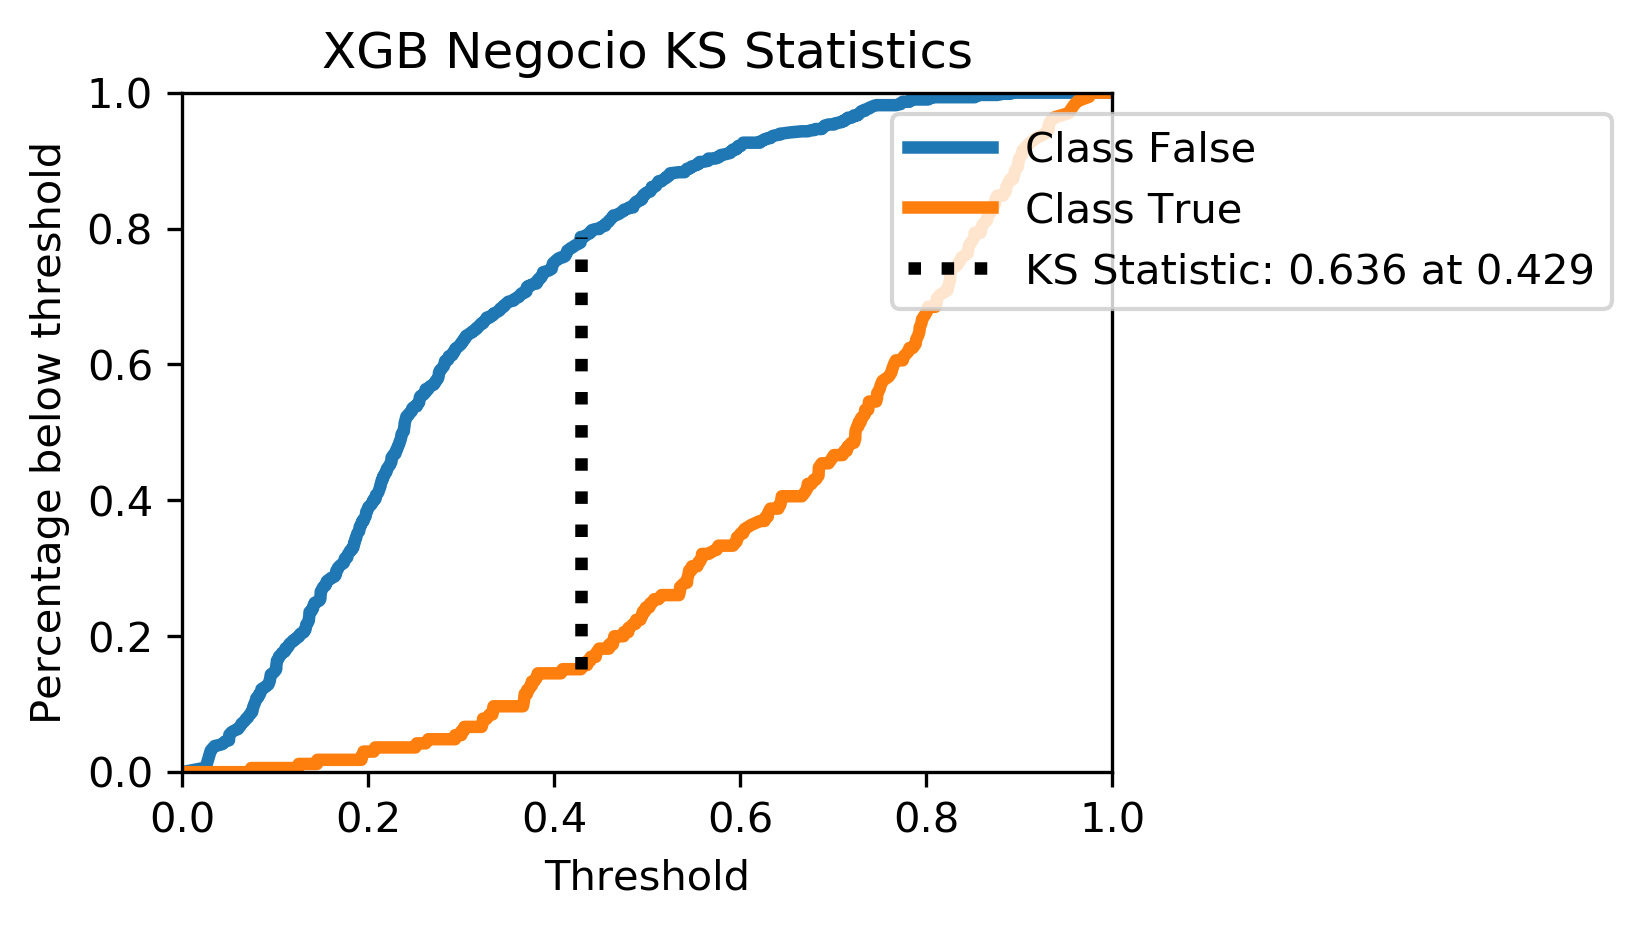 XGB Negocio KS Statistics
Percentage below threshold
1.0
0.8
0.6
0.4
0.2
0.0
Class False
Class True
KS Statistic: 0.636 at 0.429
0.0 0.2 0.4 0.6 0.8 1.0
Threshold